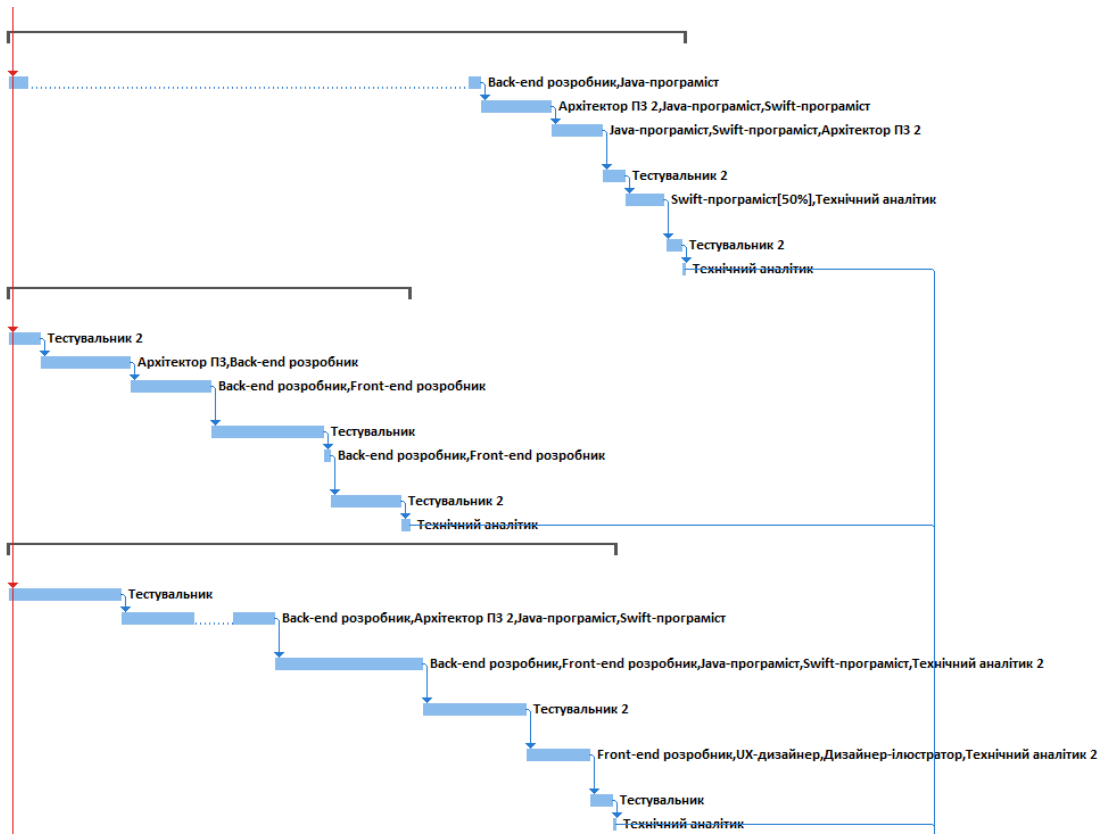 Back-end розробник,Java-програміст
Архітектор ПЗ 2,Java-програміст,Swift-програміст
Java-програміст,Swift-програміст,Архітектор ПЗ 2
Тестувальник 2
Swift-програміст[50%],Технічний аналітик
Тестувальник 2
Технічний аналітик
Тестувальник 2
Архітектор ПЗ,Back-end розробник
Back-end розробник,Front-end розробник
Тестувальник
Back-end розробник,Front-end розробник
Тестувальник 2
Технічний аналітик
Тестувальник
Back-end розробник,Архітектор ПЗ 2,Java-програміст,Swift-програміст
Back-end розробник,Front-end розробник,Java-програміст,Swift-програміст,Технічний аналітик 2
Тестувальник 2
Front-end розробник,UX-дизайнер,Дизайнер-ілюстратор,Технічний аналітик 2
Тестувальник
Технічний аналітик